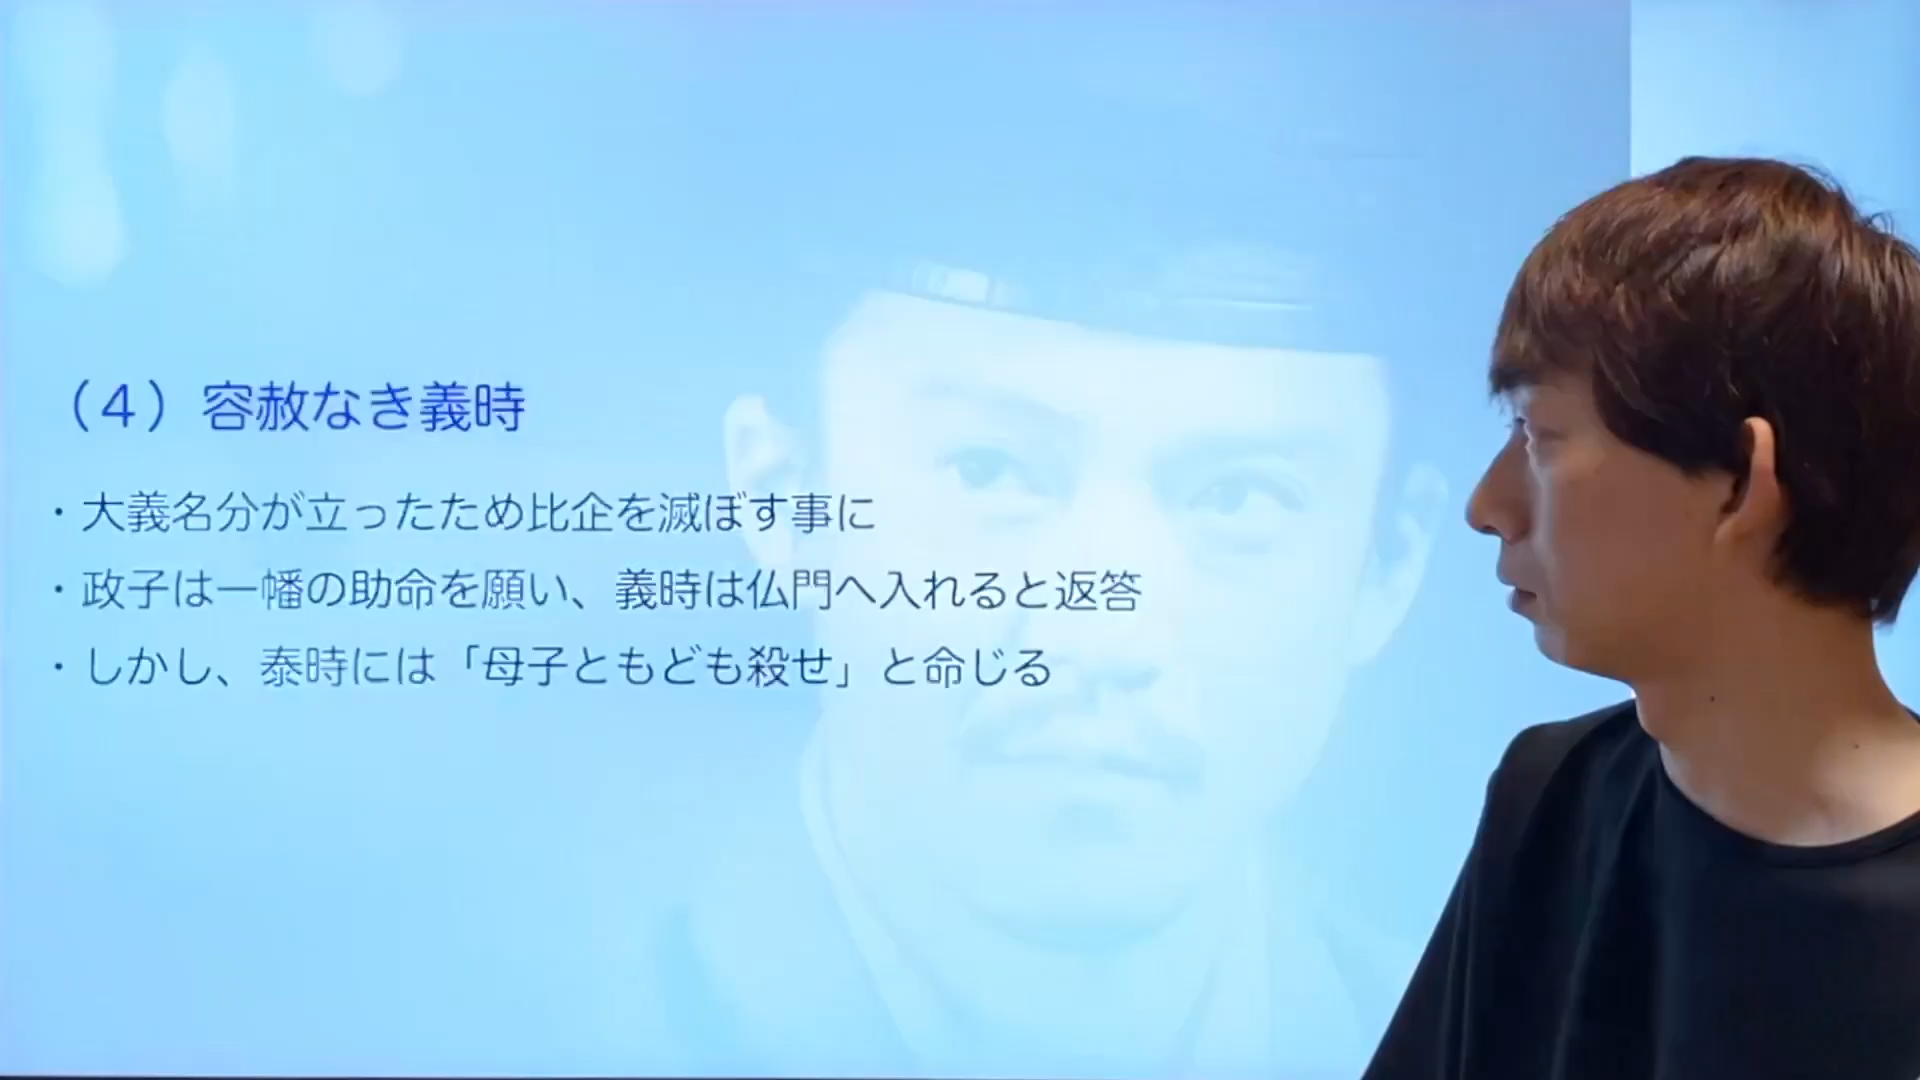 （４）容赦なき義時
・大義名分が立ったため比企を滅ぼす事に
・政子は一幡の助命を願い、義時は仏門へ入れると返答
・しかし、泰時には「母子ともども殺せ」と命じる